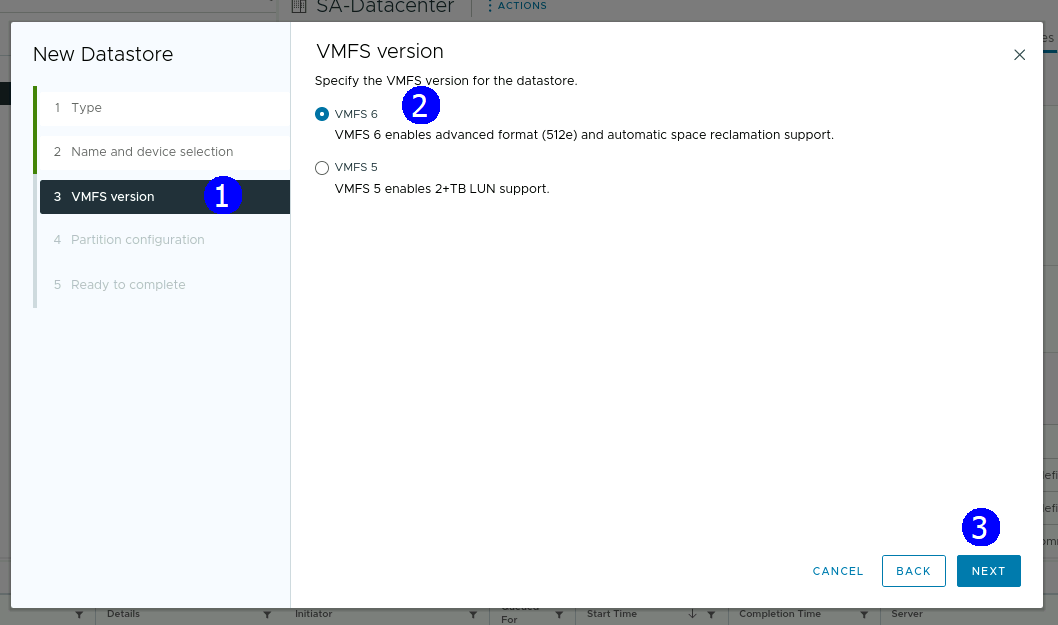 SA-Datacenter
ACTIONS
New Datastore
1 Type
2 Name and device selection
3 VMFS version
1
4 Partition configuration
5 Ready to complete
VMFS version
Specify the VMFS version for the datastore.
VMFS 6
2
VMFS 6 enables advanced format (512e) and automatic space reclamation support.
VMFS 5
VMFS 5 enables 2+TB LUN support.
3
CANCEL
BACK
NEXT
Details
Initiator
For
Start Time
Completion Time
Server